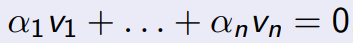 α₁v₁ + … + αₙvₙ = 0